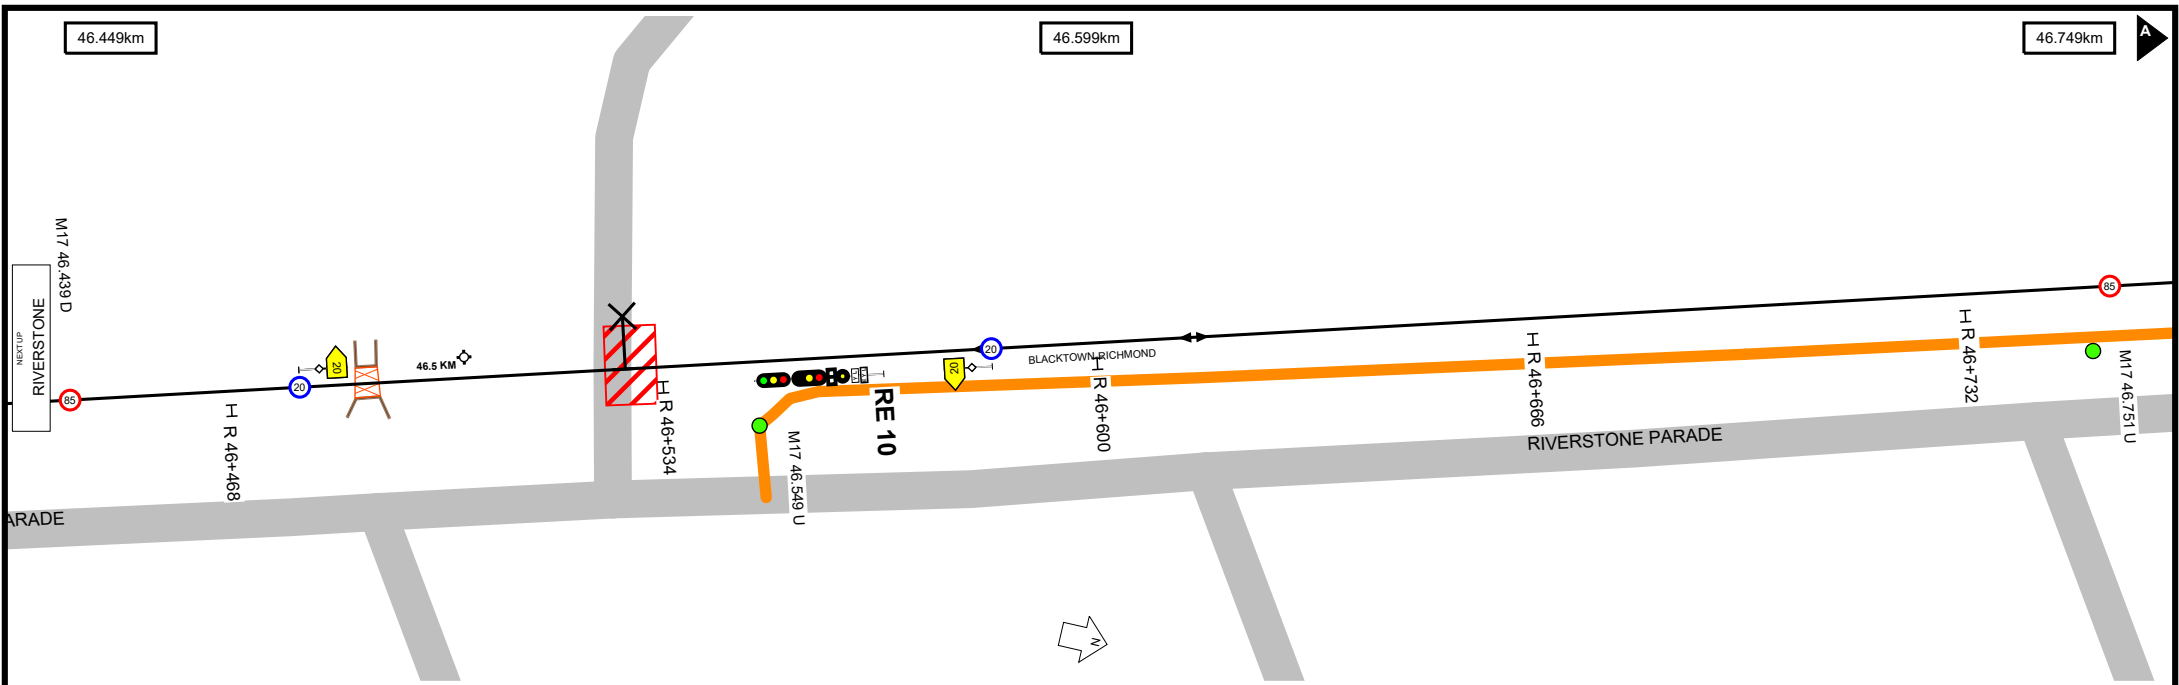 46.449km
46.599km
46.749km
A
M17 46.439 D
NEXT UP
RIVERSTONE
85
H R 46+468
20
20
46.5 KM
H R 46+534
M17 46.549 U
RE 10
20
20
BLACKTOWN RICHMOND
H R 46+600
H R 46+666
H R 46+732
85
M17 46.751 U
RIVERSTONE PARADE
ARADE
N